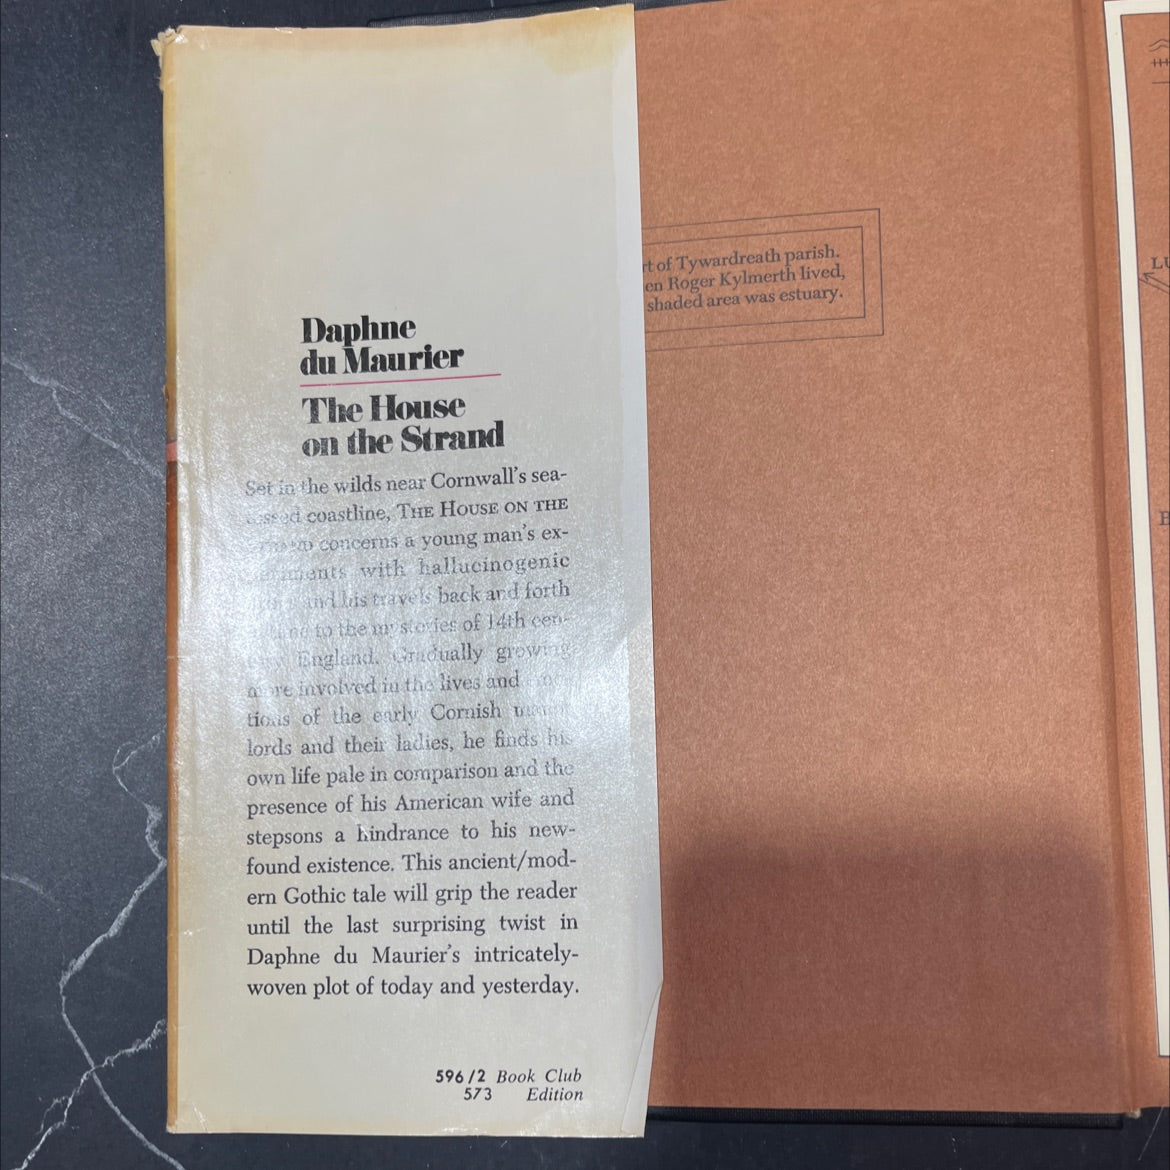 Daphne
du Maurier
The House
on the Strand
Set in the wilds near Cornwall's sea-
coastline, THE HOUSE ON THE
concerns a young man's ex-
with hallucinogenic
and his travels back and forth
to the mysteries of 14th cen-
England. Gradually growing
more involved in the lives and
tions of the early Cornish
lords and their ladies, he finds his
own life pale in comparison and the
presence of his American wife and
stepsons a hindrance to his new-
found existence. This ancient/mod-
ern Gothic tale will grip the reader
until the last surprising twist in
Daphne du Maurier's intricately-
woven plot of today and yesterday.
596/2 Book Club
573 Edition
rt of Tywardreath parish.
en Roger Kylmerth lived,
shaded area was estuary.
LU